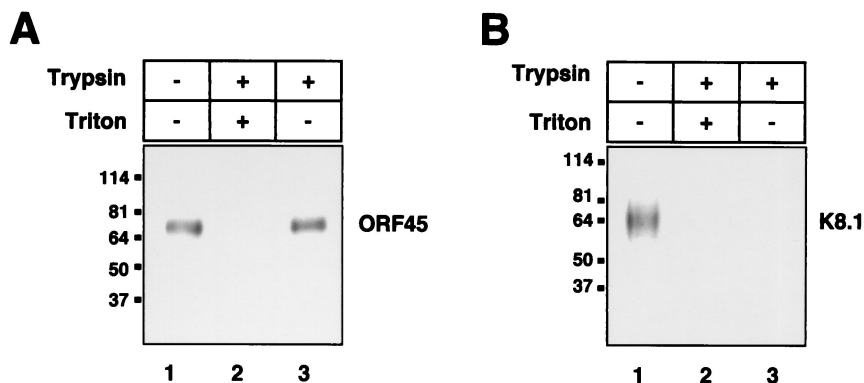 A
Trypsin - + +
Triton - + -
114
81
64
50
37
ORF45
1 2 3
B
Trypsin - + +
Triton - + -
114
81
64
50
37
K8.1
1 2 3